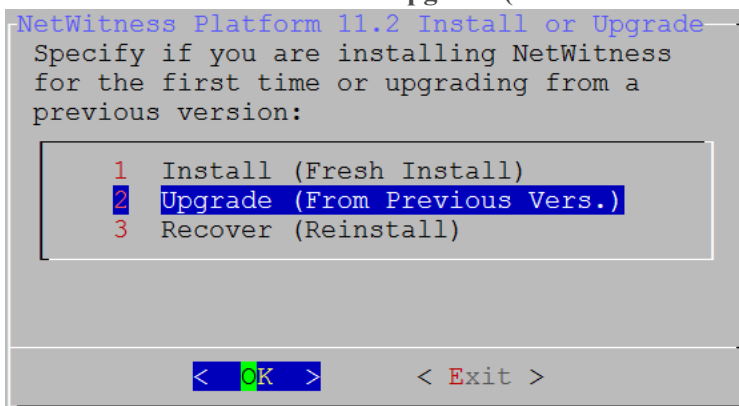 NetWitness Platform 11.2 Install or Upgrade
Specify if you are installing NetWitness
for the first time or upgrading from a
previous version:
1 Install (Fresh Install)
2 Upgrade (From Previous Vers.)
3 Recover (Reinstall)
< OK > < Exit >